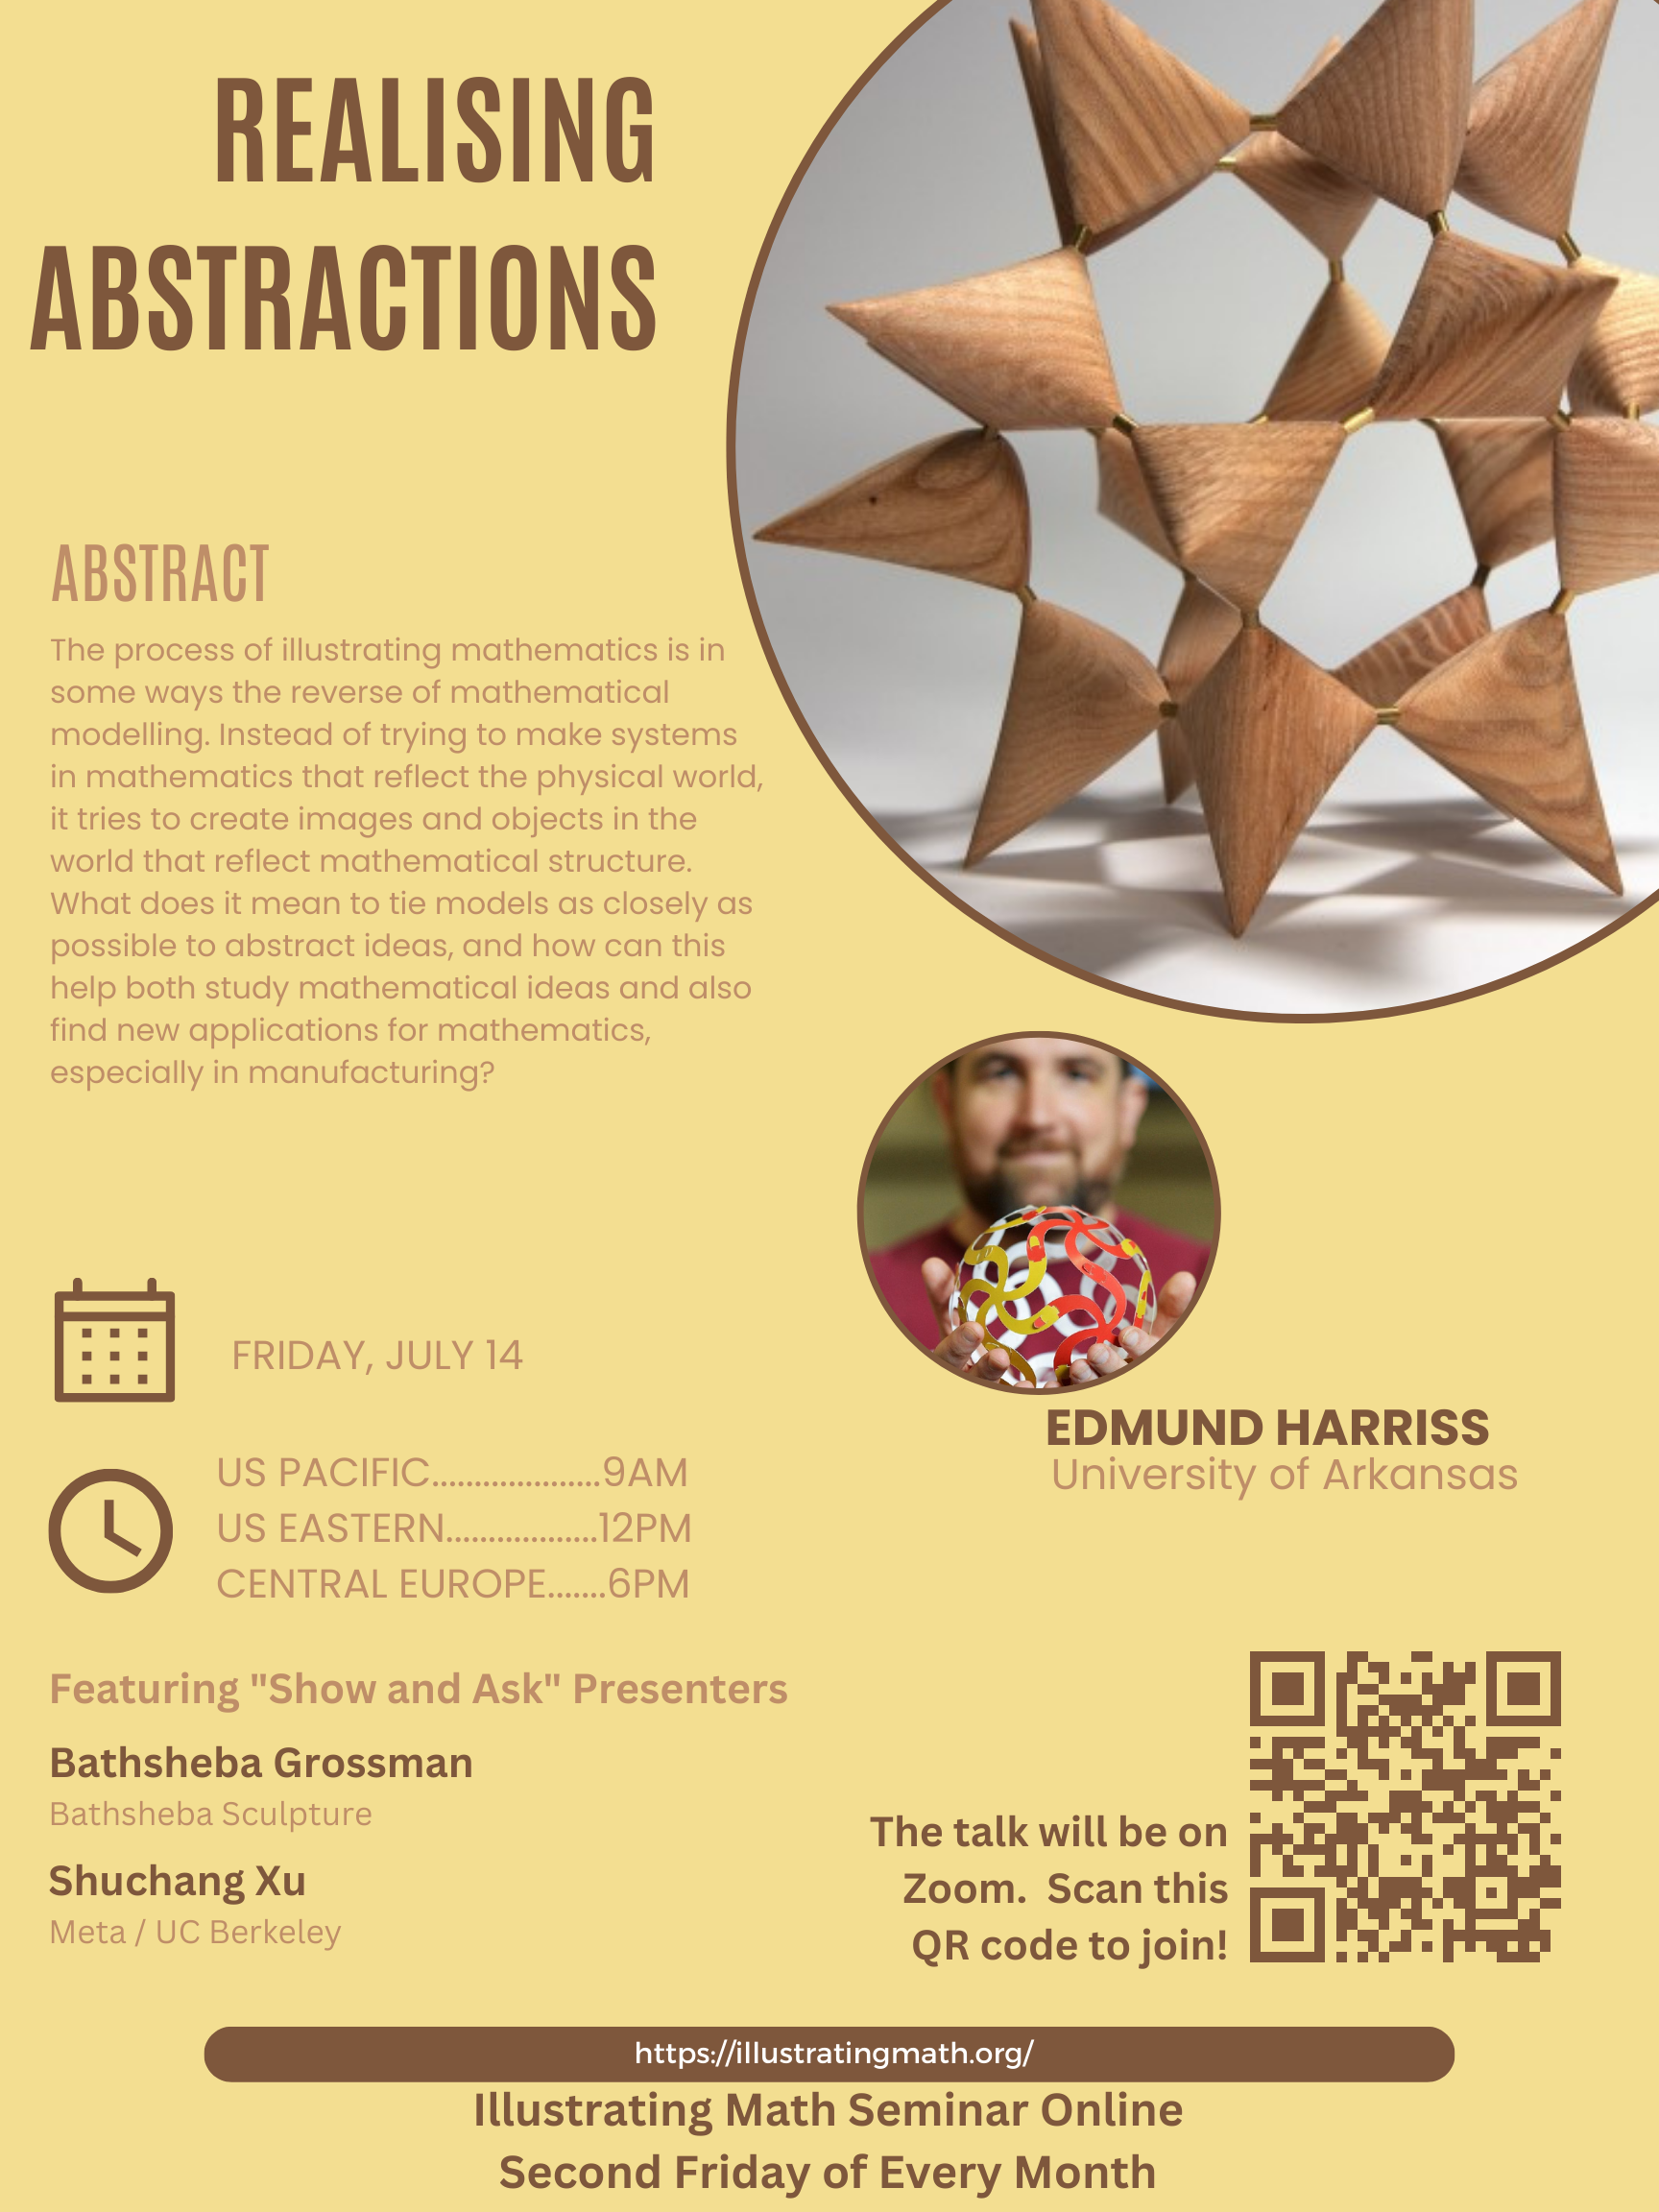 REALISING
ABSTRACTIONS
ABSTRACT
The process of illustrating mathematics is in
some ways the reverse of mathematical
modelling. Instead of trying to make systems
in mathematics that reflect the physical world,
it tries to create images and objects in the
world that reflect mathematical structure.
What does it mean to tie models as closely as
possible to abstract ideas, and how can this
help both study mathematical ideas and also
find new applications for mathematics,
especially in manufacturing?
FRIDAY, JULY 14
US PACIFIC....................9AM
US EASTERN..................12PM
CENTRAL EUROPE.......6PM
EDMUND HARRISS
University of Arkansas
Featuring "Show and Ask" Presenters
Bathsheba Grossman
Bathsheba Sculpture
Shuchang Xu
Meta / UC Berkeley
The talk will be on
Zoom.  Scan this
QR code to join!
https://illustratingmath.org/
Illustrating Math Seminar Online
Second Friday of Every Month